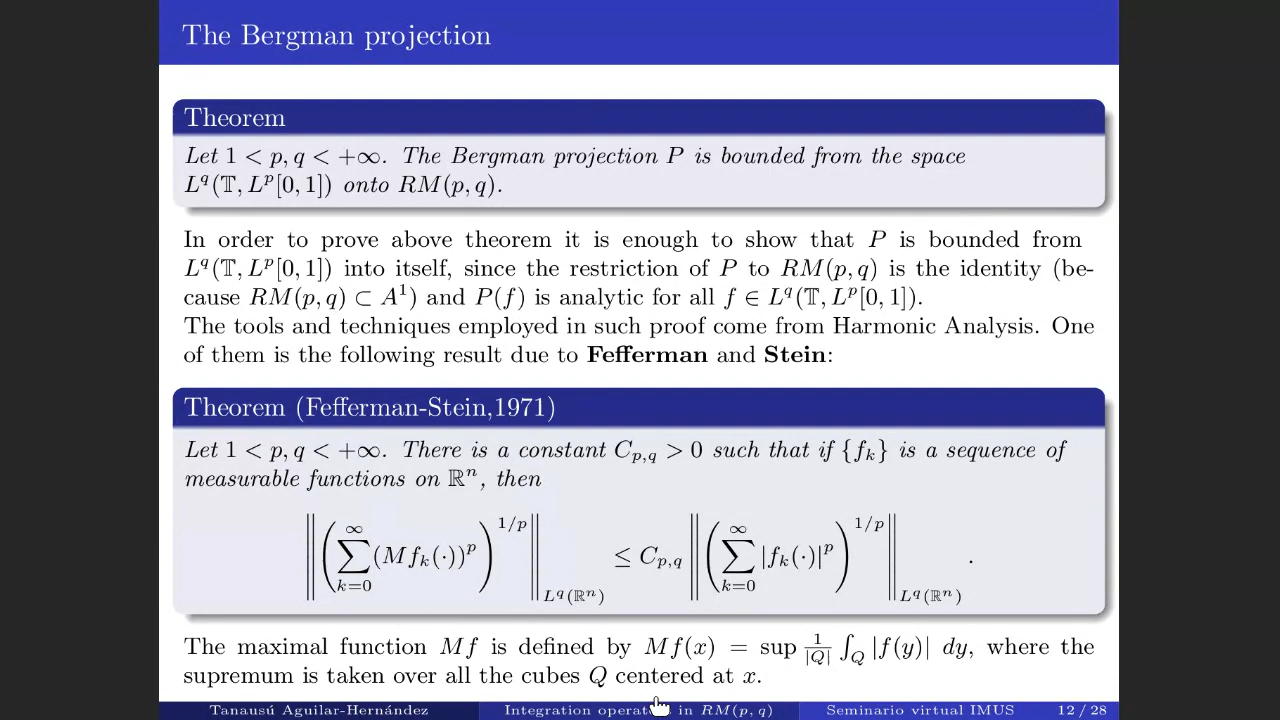 The Bergman projection
Theorem
Let 1 < p, q < +∞. The Bergman projection P is bounded from the space
L^q(𝕋, L^p[0, 1]) onto RM(p, q).
In order to prove above theorem it is enough to show that P is bounded from
L^q(𝕋, L^p[0, 1]) into itself, since the restriction of P to RM(p, q) is the identity (be-
cause RM(p, q) ⊂ A^1) and P(f) is analytic for all f ∈ L^q(𝕋, L^p[0, 1]).
The tools and techniques employed in such proof come from Harmonic Analysis. One
of them is the following result due to Fefferman and Stein:
Theorem (Fefferman-Stein,1971)
Let 1 < p, q < +∞. There is a constant C_{p,q} > 0 such that if {f_k} is a sequence of
measurable functions on ℝ^n, then
‖(∑_{k=0}^{∞} (Mf_k(·))^p)^{1/p}‖_{L^q(ℝ^n)} ≤ C_{p,q} ‖(∑_{k=0}^{∞} |f_k(·)|^p)^{1/p}‖_{L^q(ℝ^n)}.
The maximal function Mf is defined by Mf(x) = sup 1/|Q| ∫_Q |f(y)| dy, where the
supremum is taken over all the cubes Q centered at x.
Tanausú Aguilar-Hernández Integration in RM(p, q) Seminario virtual IMUS 12 / 28